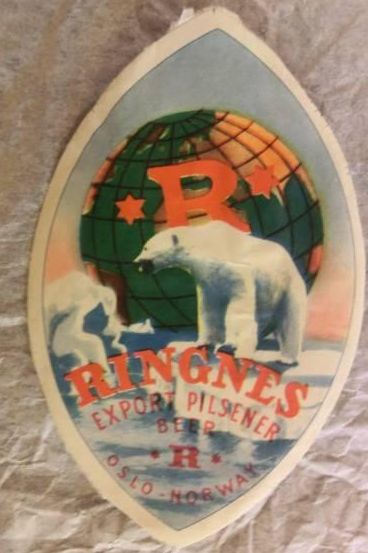 R
RINGNES
EXPORT PILSENER
BEER
R
OSLO-NORWAY